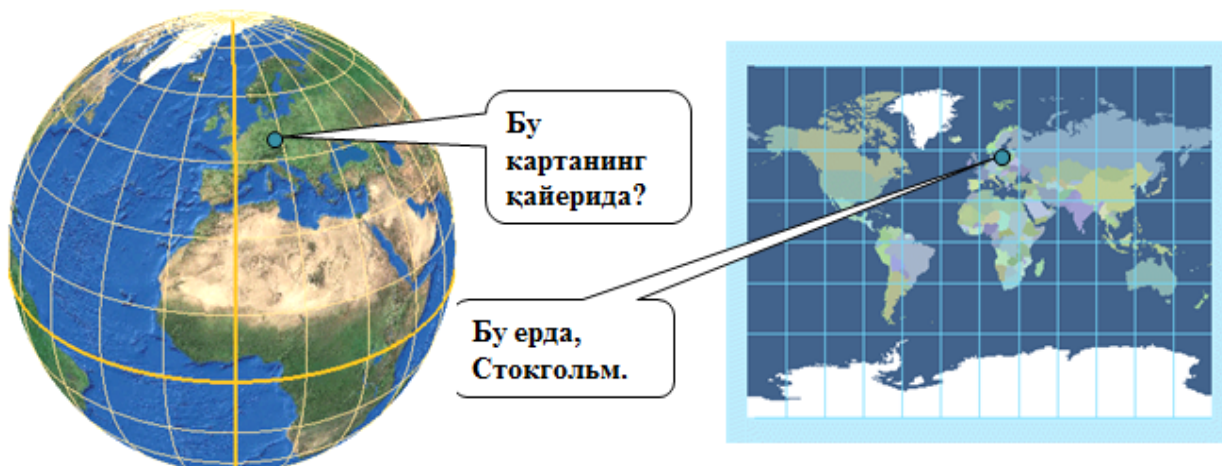 Бу
картанинг
қайерида?
Бу ерда,
Стокгольм.